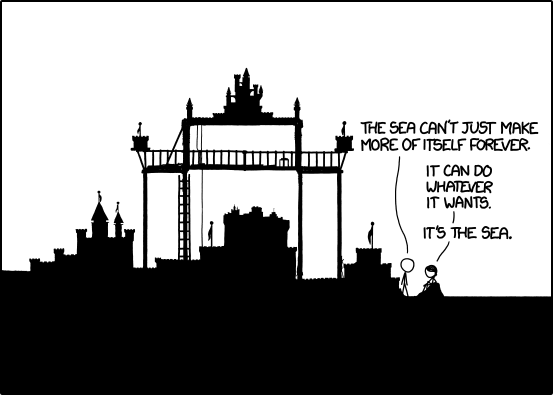 THE SEA CAN'T JUST MAKE
MORE OF ITSELF FOREVER.
IT CAN DO
WHATEVER
IT WANTS.
IT'S THE SEA.